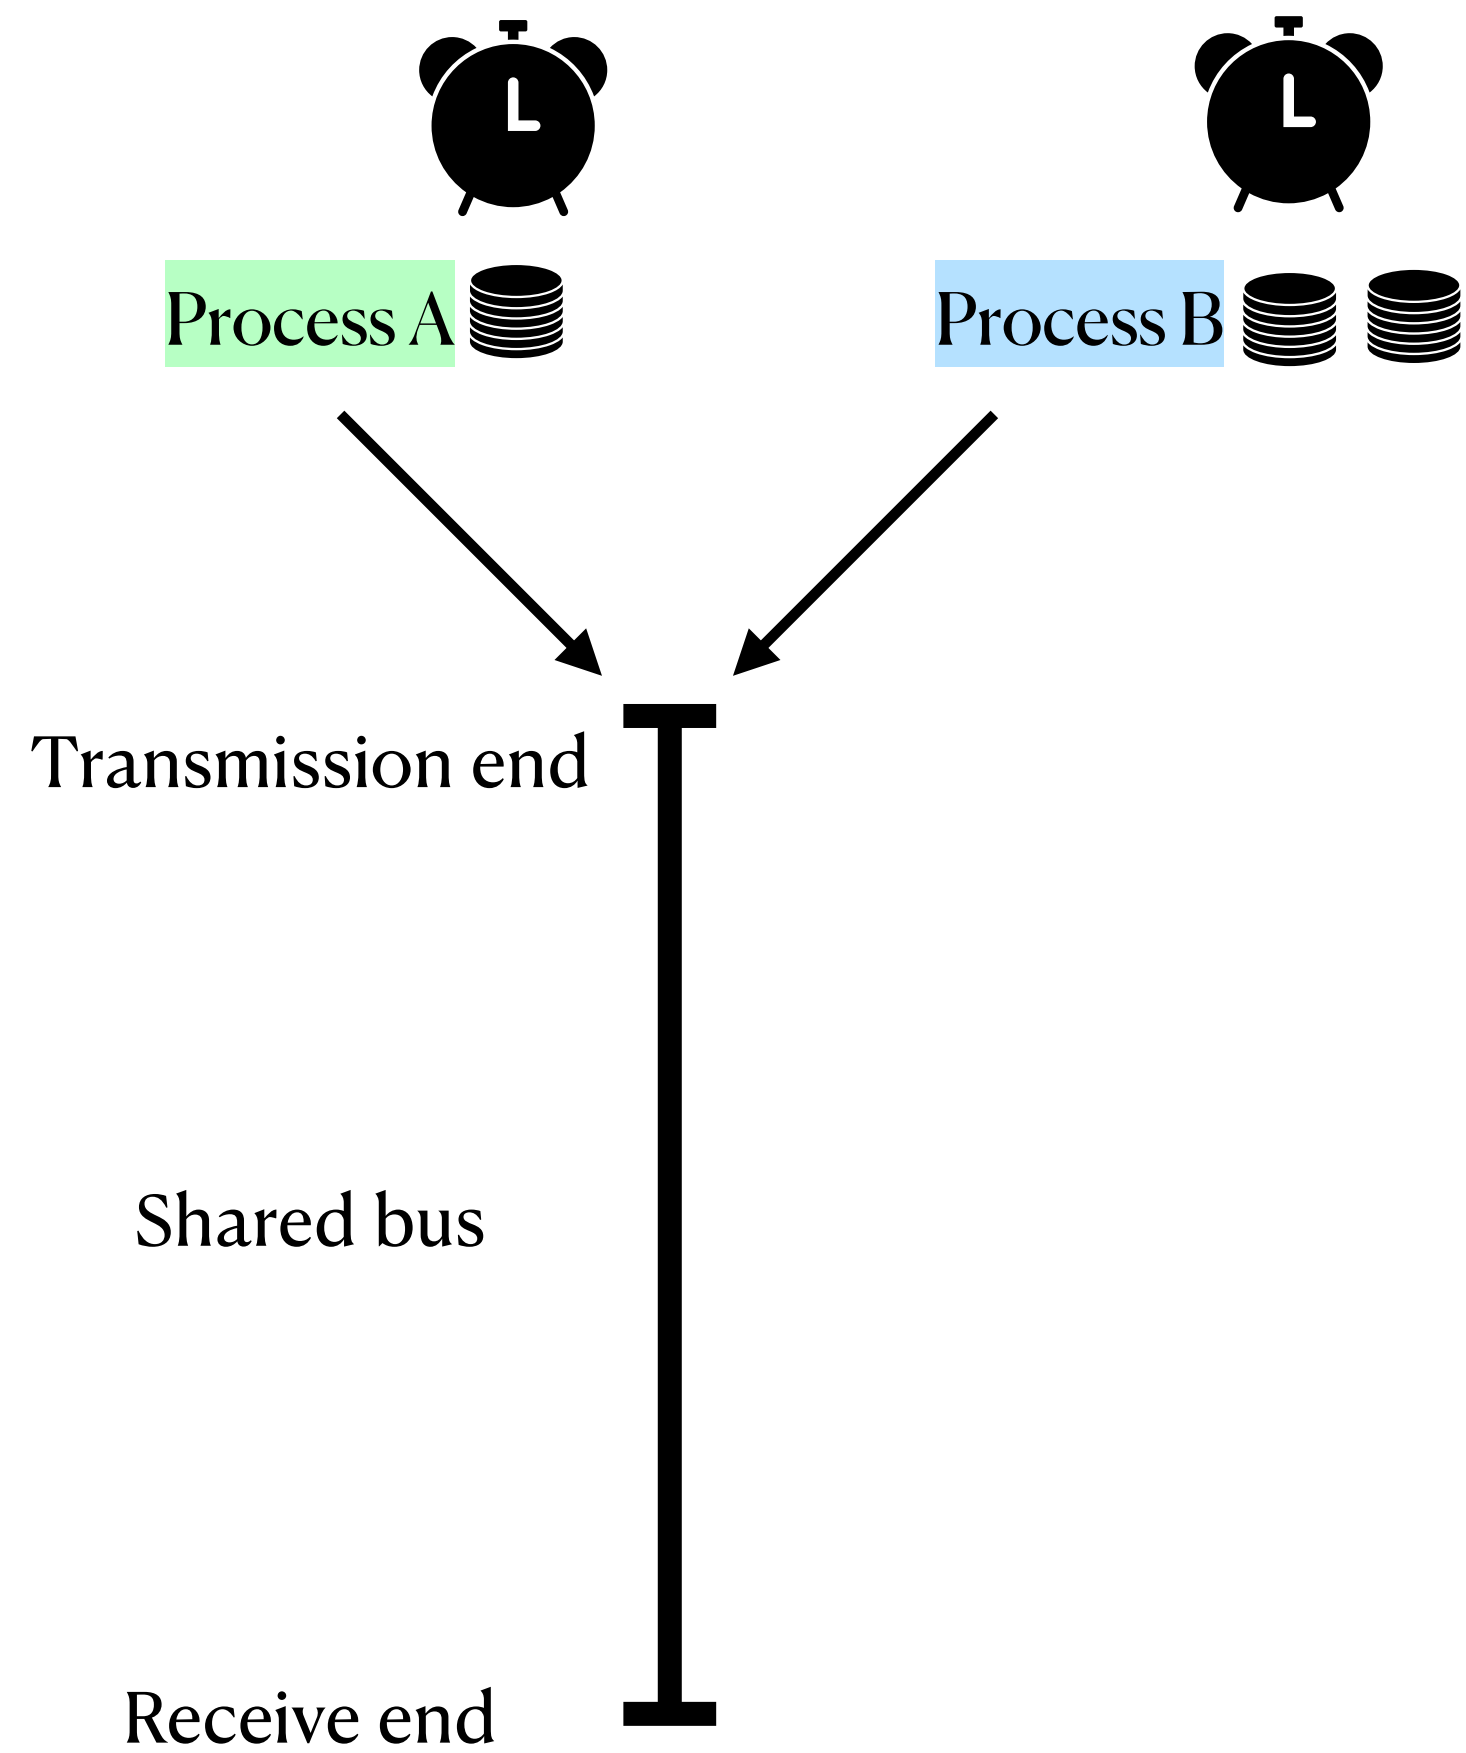 Process A
Process B
Transmission end
Shared bus
Receive end